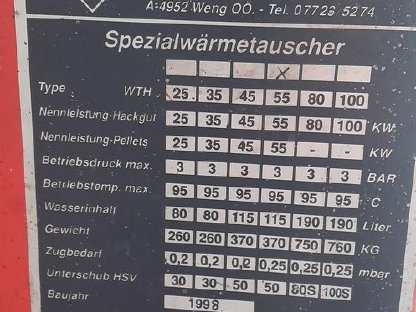 A-4952 Weng OÖ. - Tel. 07723 5274
Spezialwärmetauscher
X
Type WTH 25 35 45 55 80 100
Nennleistung-Hackgut 25 35 45 55 80 100 KW
Nennleistung-Pellets 25 35 45 55 - - KW
Betriebsdruck max. 3 3 3 3 3 3 BAR
Betriebstemp. max. 95 95 95 95 95 95 C
Wasserinhalt 80 80 115 115 190 190 Liter
Gewicht 260 260 370 370 750 760 KG
Zugbedarf 0,2 0,2 0,2 0,25 0,25 0,25 mbar
Unterschub HSV 30 30 50 50 80S 100S
Baujahr 1998